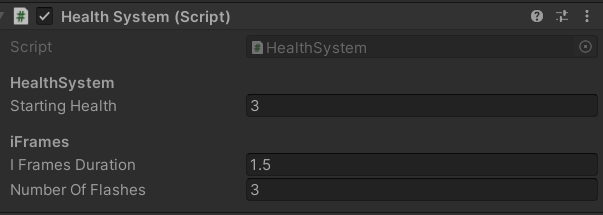 Health System (Script)
Script HealthSystem
HealthSystem
Starting Health 3
iFrames
I Frames Duration 1.5
Number Of Flashes 3